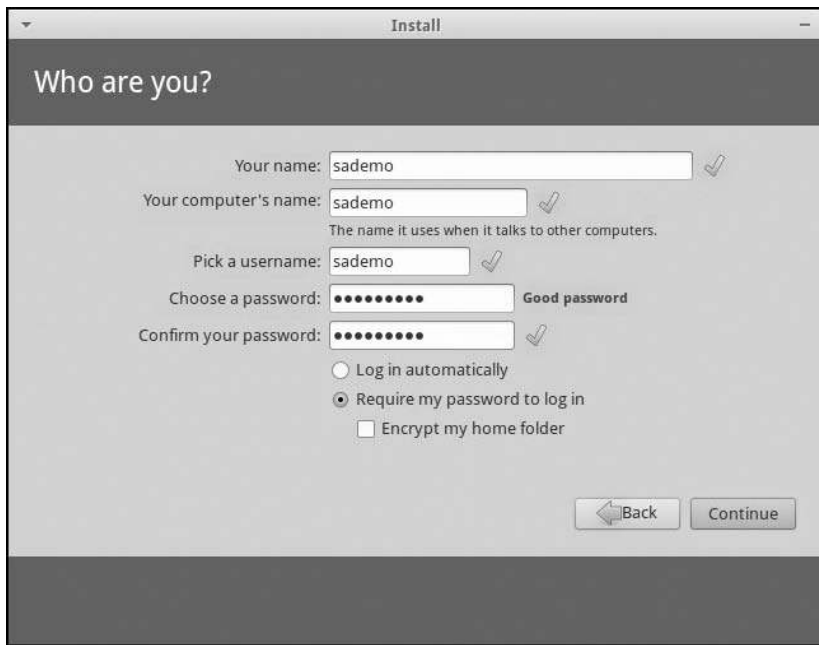 Install
Who are you?
Your name: sademo
Your computer's name: sademo
The name it uses when it talks to other computers.
Pick a username: sademo
Choose a password: ●●●●●●●●● Good password
Confirm your password: ●●●●●●●●●
Log in automatically
Require my password to log in
Encrypt my home folder
Back Continue